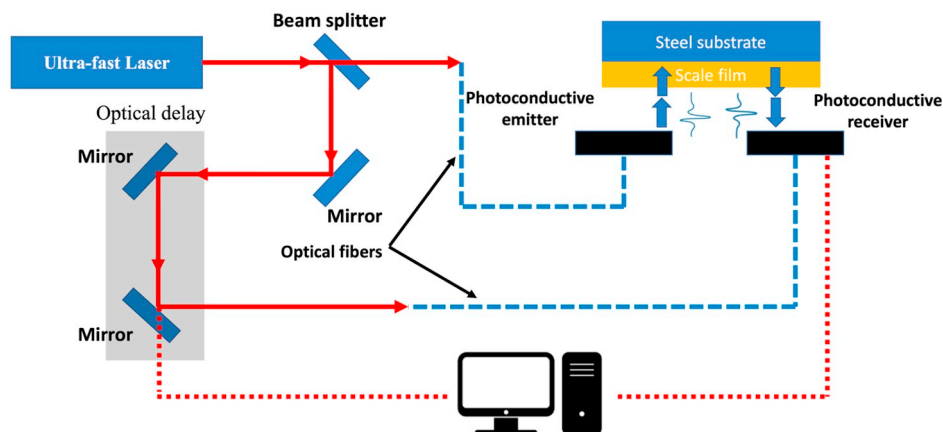 Beam splitter
Ultra-fast Laser
Steel substrate
Scale film
Optical delay
Photoconductive
emitter
Photoconductive
receiver
Mirror
Mirror
Optical fibers
Mirror